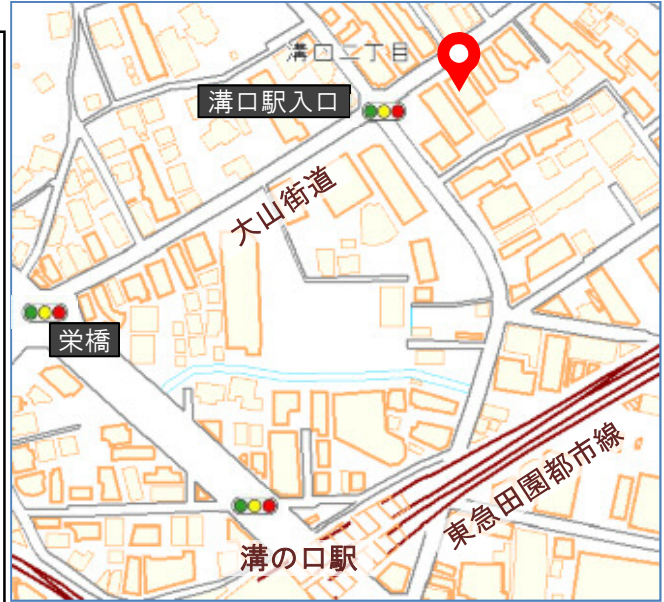 溝口二丁目
溝口駅入口
大山街道
栄橋
東急田園都市線
溝の口駅